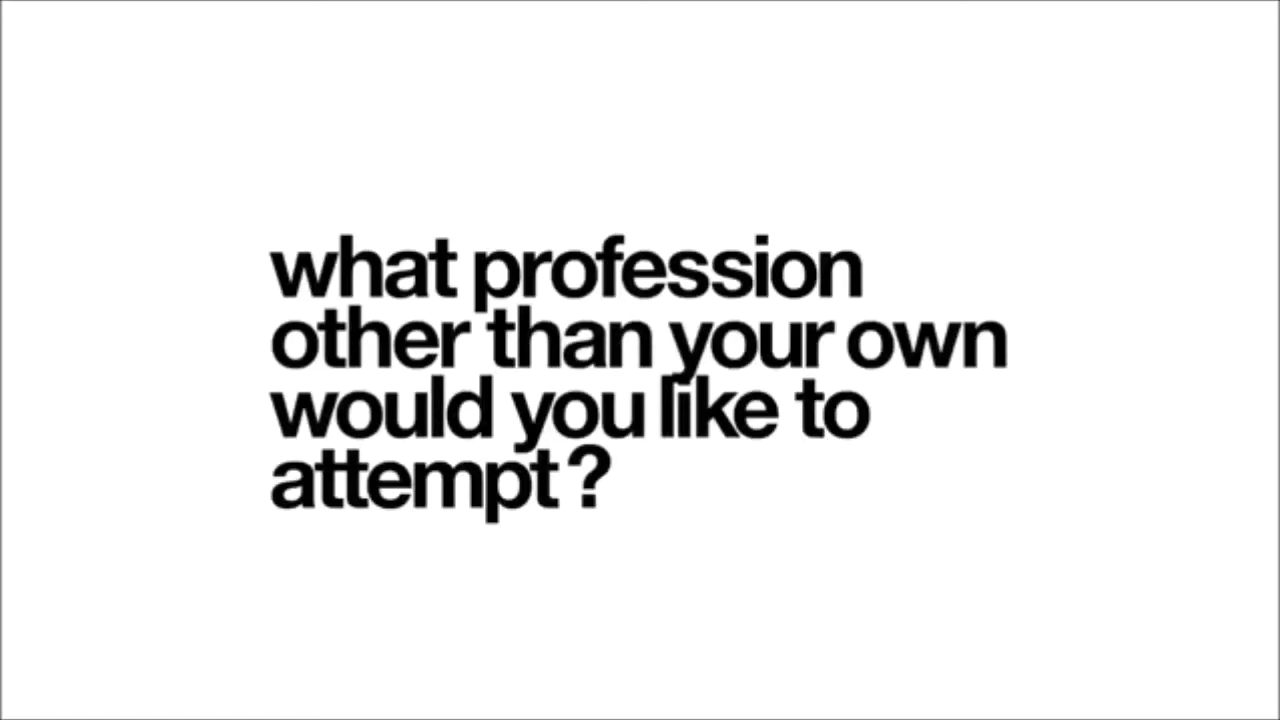 what profession
other than your own
would you like to
attempt ?